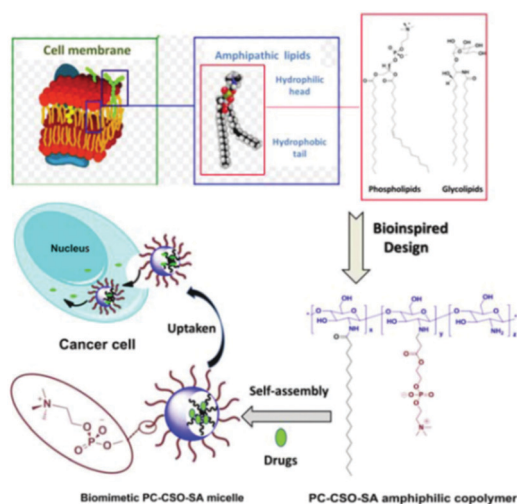 Cell membrane
Amphipathic lipids
Hydrophilic
head
Hydrophobic
tail
Phospholipids
Glycolipids
Bioinspired
Design
Nucleus
Uptaken
Cancer cell
Self-assembly
Drugs
Biomimetic PC-CSO-SA micelle
PC-CSO-SA amphiphilic copolymer